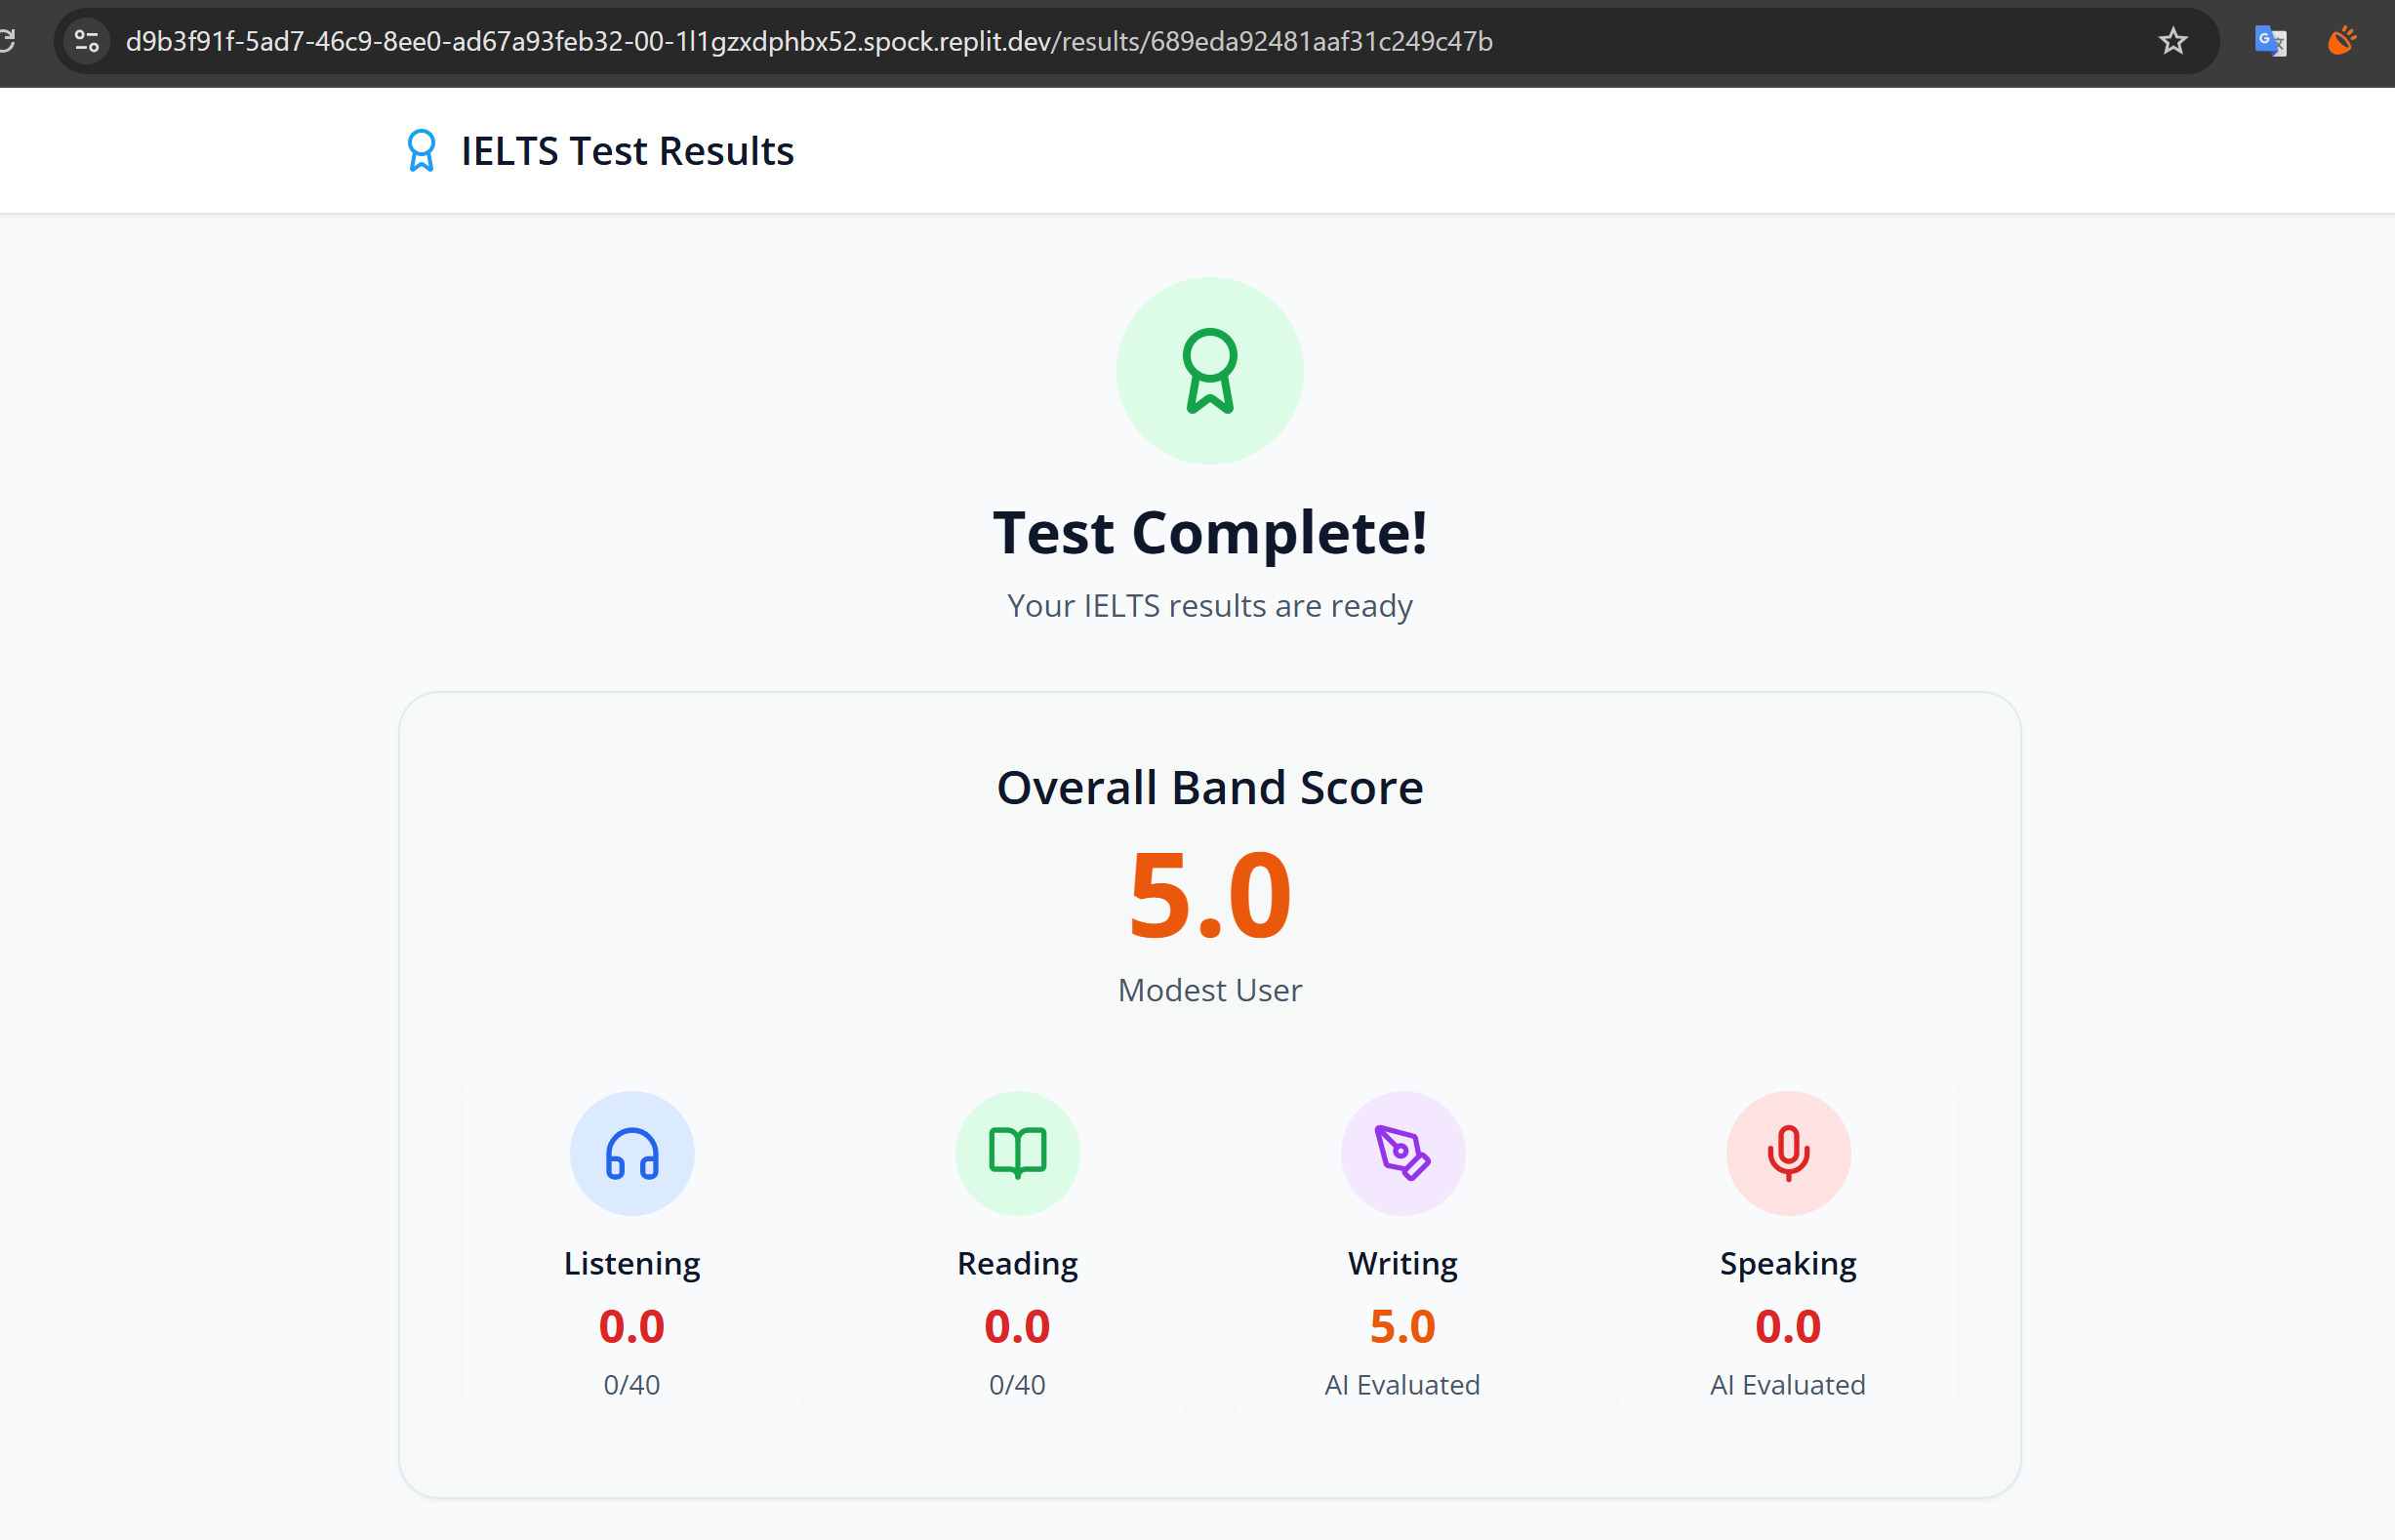 d9b3f91f-5ad7-46c9-8ee0-ad67a93feb32-00-1l1gzxdphbx52.spock.replit.dev/results/689eda92481aaf31c249c47b
IELTS Test Results
Test Complete!
Your IELTS results are ready
Overall Band Score
5.0
Modest User
Listening
0.0
0/40
Reading
0.0
0/40
Writing
5.0
AI Evaluated
Speaking
0.0
AI Evaluated